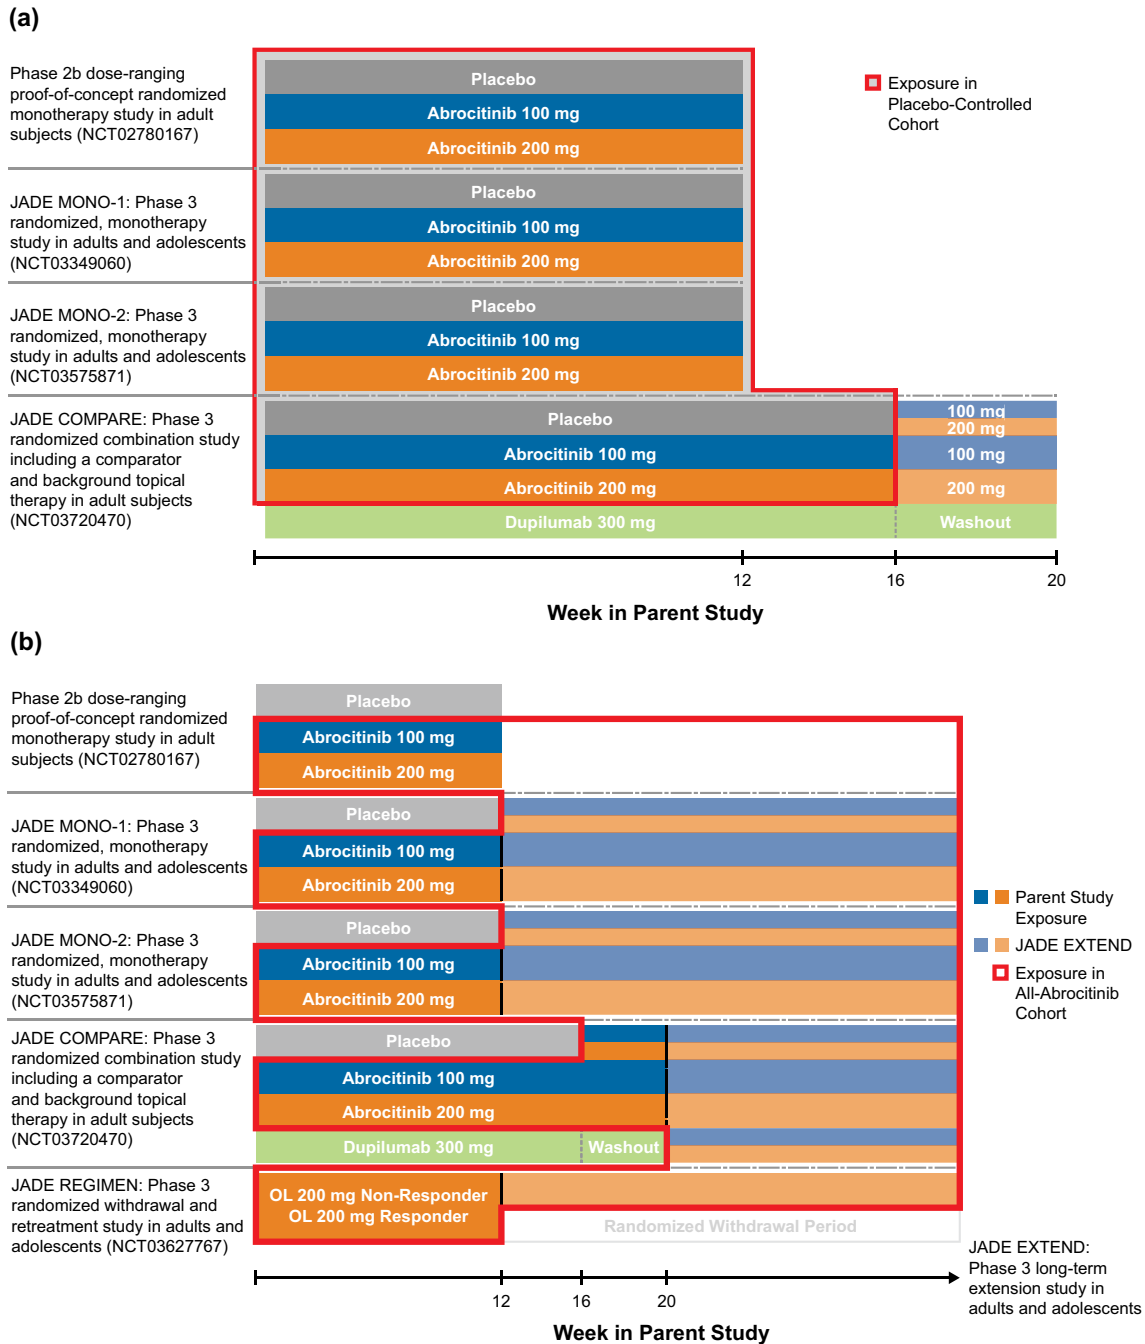 (a)
Phase 2b dose-ranging
proof-of-concept randomized
monotherapy study in adult
subjects (NCT02780167)
Placebo
Abrocitinib 100 mg
Abrocitinib 200 mg
Exposure in
Placebo-Controlled
Cohort
JADE MONO-1: Phase 3
randomized, monotherapy
study in adults and adolescents
(NCT03349060)
Placebo
Abrocitinib 100 mg
Abrocitinib 200 mg
JADE MONO-2: Phase 3
randomized, monotherapy
study in adults and adolescents
(NCT03575871)
Placebo
Abrocitinib 100 mg
Abrocitinib 200 mg
JADE COMPARE: Phase 3
randomized combination study
including a comparator
and background topical
therapy in adult subjects
(NCT03720470)
Placebo
100 mg
200 mg
Abrocitinib 100 mg
100 mg
Abrocitinib 200 mg
200 mg
Dupilumab 300 mg
Washout
12
16
20
Week in Parent Study
(b)
Phase 2b dose-ranging
proof-of-concept randomized
monotherapy study in adult
subjects (NCT02780167)
Placebo
Abrocitinib 100 mg
Abrocitinib 200 mg
JADE MONO-1: Phase 3
randomized, monotherapy
study in adults and adolescents
(NCT03349060)
Placebo
Abrocitinib 100 mg
Abrocitinib 200 mg
JADE MONO-2: Phase 3
randomized, monotherapy
study in adults and adolescents
(NCT03575871)
Placebo
Abrocitinib 100 mg
Abrocitinib 200 mg
Parent Study
Exposure
JADE EXTEND
Exposure in
All-Abrocitinib
Cohort
JADE COMPARE: Phase 3
randomized combination study
including a comparator
and background topical
therapy in adult subjects
(NCT03720470)
Placebo
Abrocitinib 100 mg
Abrocitinib 200 mg
Dupilumab 300 mg
Washout
JADE REGIMEN: Phase 3
randomized withdrawal and
retreatment study in adults and
adolescents (NCT03627767)
OL 200 mg Non-Responder
OL 200 mg Responder
Randomized Withdrawal Period
JADE EXTEND:
Phase 3 long-term
extension study in
adults and adolescents
12
16
20
Week in Parent Study